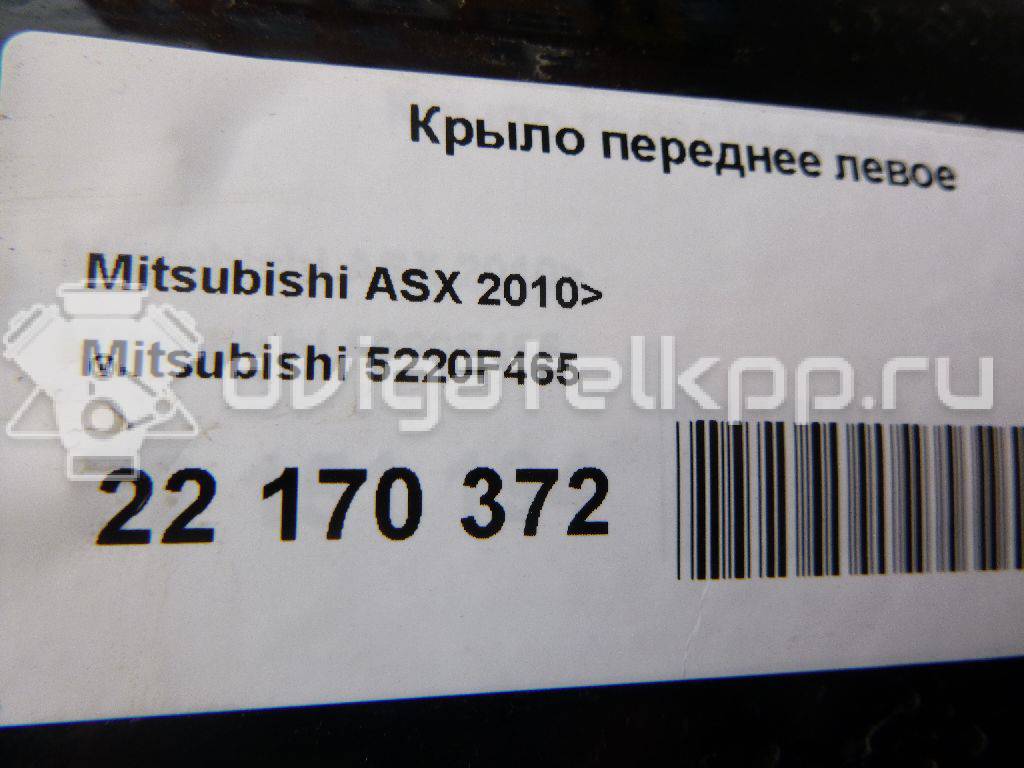 Крыло переднее левое
Mitsubishi ASX 2010>
Mitsubishi 5220F465
dvigatelkpp.ru
22 170 372